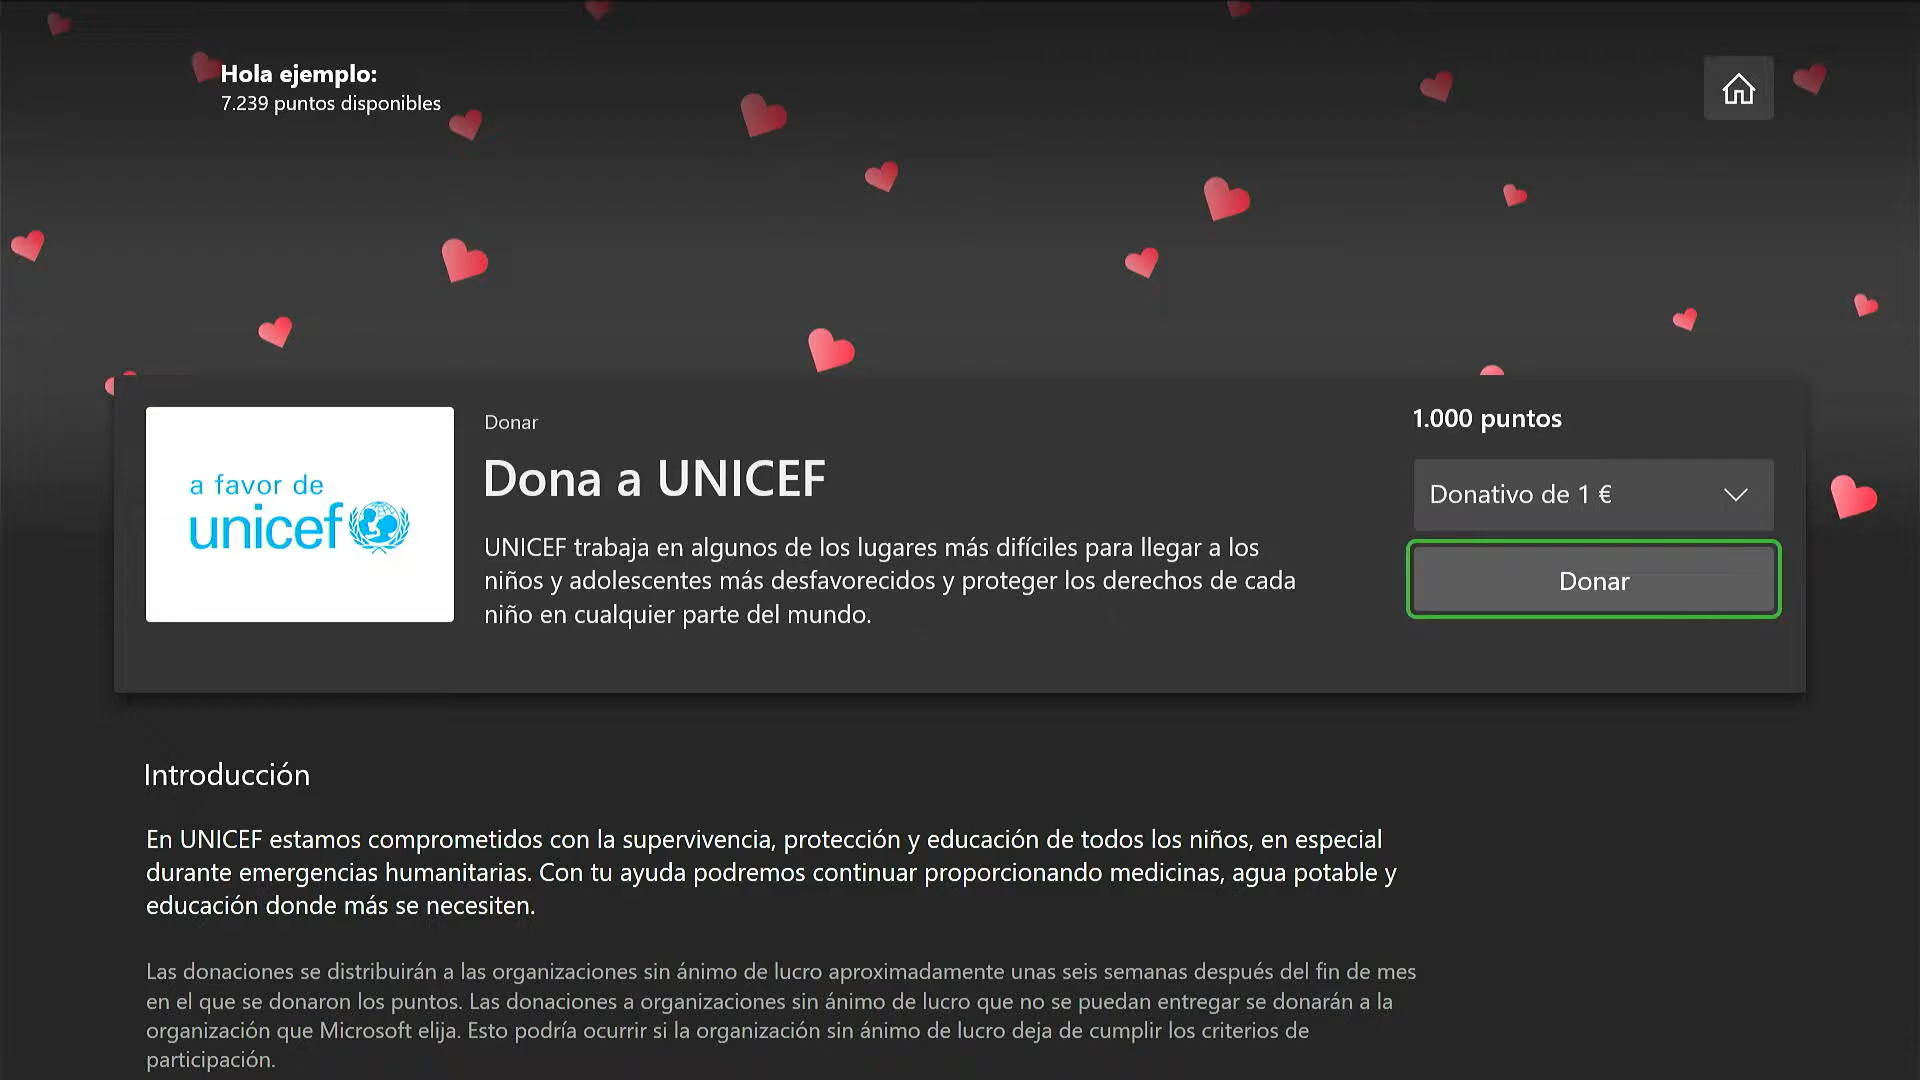 Hola ejemplo:
7.239 puntos disponibles
a favor de
unicef
Donar
Dona a UNICEF
UNICEF trabaja en algunos de los lugares más difíciles para llegar a los
niños y adolescentes más desfavorecidos y proteger los derechos de cada
niño en cualquier parte del mundo.
1.000 puntos
Donativo de 1 €
Donar
Introducción
En UNICEF estamos comprometidos con la supervivencia, protección y educación de todos los niños, en especial
durante emergencias humanitarias. Con tu ayuda podremos continuar proporcionando medicinas, agua potable y
educación donde más se necesiten.
Las donaciones se distribuirán a las organizaciones sin ánimo de lucro aproximadamente unas seis semanas después del fin de mes
en el que se donaron los puntos. Las donaciones a organizaciones sin ánimo de lucro que no se puedan entregar se donarán a la
organización que Microsoft elija. Esto podría ocurrir si la organización sin ánimo de lucro deja de cumplir los criterios de
participación.